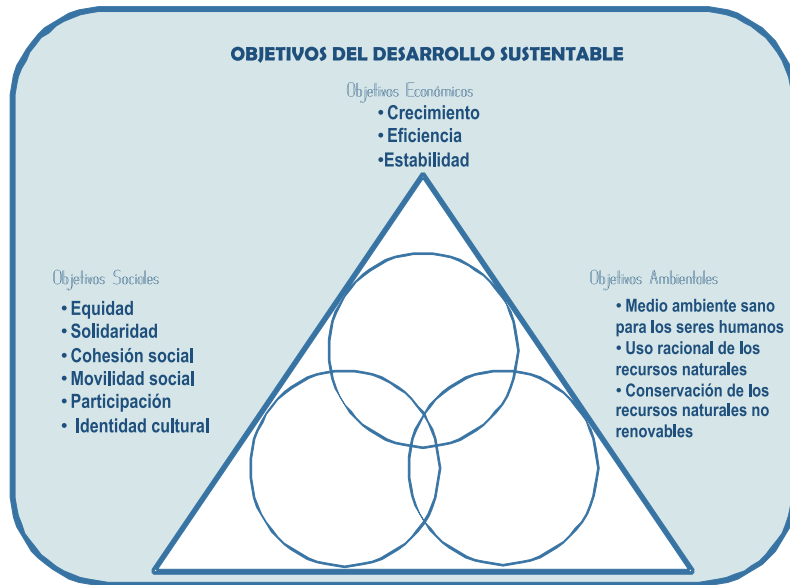 OBJETIVOS DEL DESARROLLO SUSTENTABLE
Objetivos Económicos
• Crecimiento
• Eficiencia
•Estabilidad
Objetivos Sociales
• Equidad
• Solidaridad
• Cohesión social
• Movilidad social
• Participación
• Identidad cultural
Objetivos Ambientales
• Medio ambiente sano
para los seres humanos
• Uso racional de los
recursos naturales
• Conservación de los
recursos naturales no
renovables